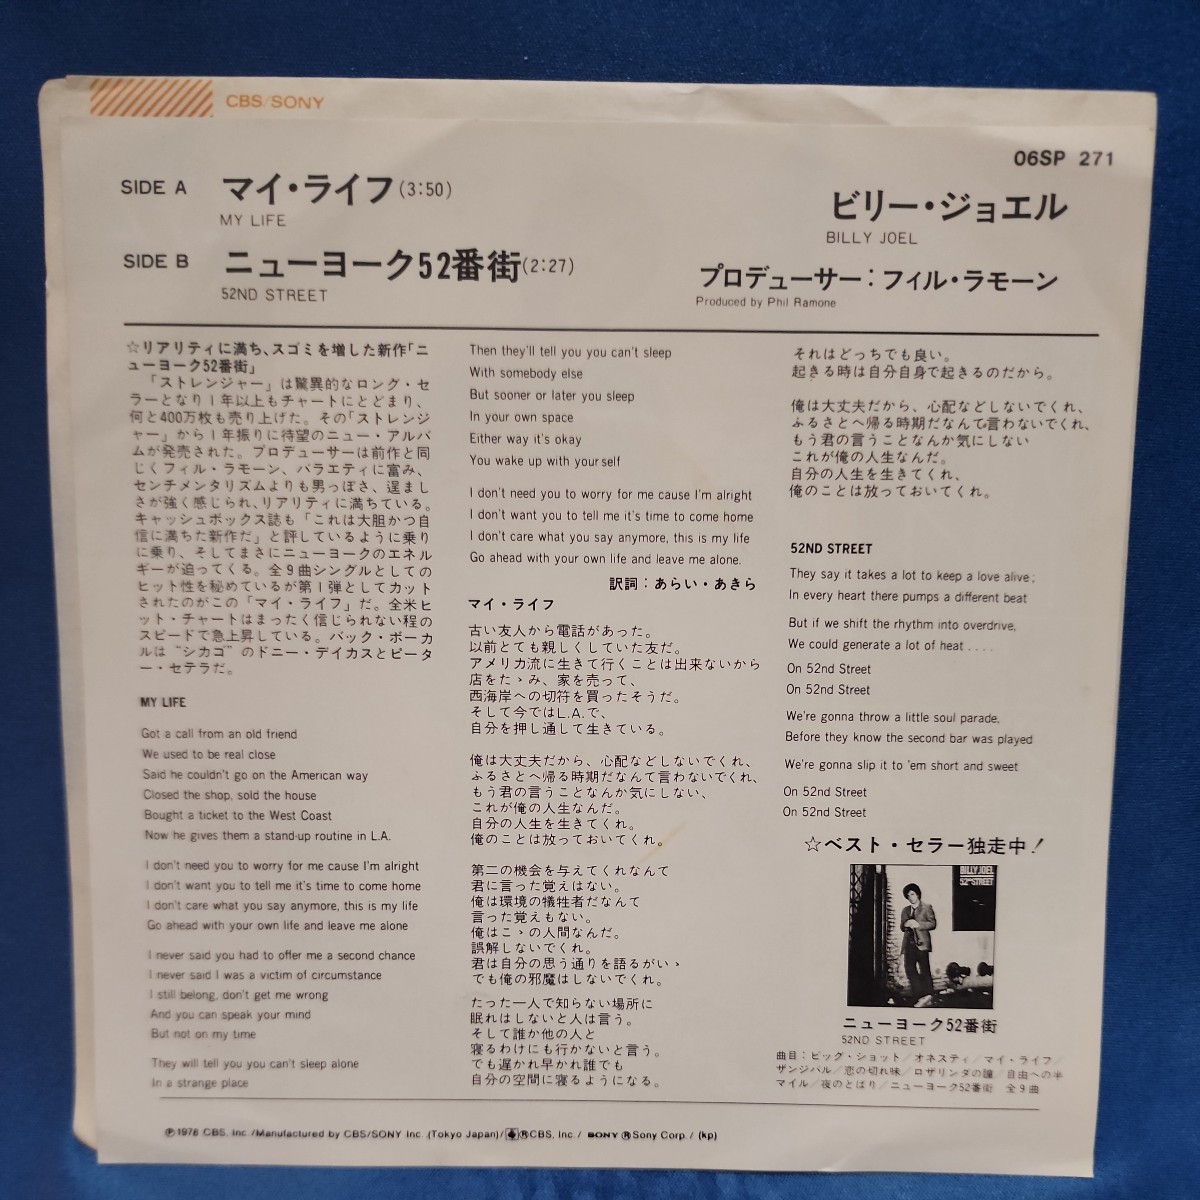 CBS/SONY
06SP 271
SIDE A マイ・ライフ(3:50)
MY LIFE
SIDE B ニューヨーク52番街(2:27)
52ND STREET
ビリー・ジョエル
BILLY JOEL
プロデューサー：フィル・ラモーン
Produced by Phil Ramone
☆リアリティに満ち、スゴミを増した新作「ニ
ューヨーク52番街」
「ストレンジャー」は驚異的なロング・セ
ラーとなり1年以上もチャートにとどまり、
何と400万枚も売り上げた。その「ストレンジ
ャー」から1年振りに待望のニュー・アルバ
ムが発売された。プロデューサーは前作と同
じくフィル・ラモーン、バラエティに富み、
センチメンタリズムよりも男っぽさ、逞まし
さが強く感じられ、リアリティに満ちている。
キャッシュボックス誌も「これは大胆かつ自
信に満ちた新作だ」と評しているように乗り
に乗り、そしてまさにニューヨークのエネル
ギーが迫ってくる。全9曲シングルとしての
ヒット性を秘めているが第1弾としてカット
されたのがこの「マイ・ライフ」だ。全米ヒ
ット・チャートはまったく信じられない程の
スピードで急上昇している。バック・ボーカ
ルは"シカゴ"のドニー・デイカスとピータ
ー・セテラだ。
MY LIFE
Got a call from an old friend
We used to be real close
Said he couldn't go on the American way
Closed the shop, sold the house
Bought a ticket to the West Coast
Now he gives them a stand-up routine in L.A.
I don't need you to worry for me cause I'm alright
I don't want you to tell me it's time to come home
I don't care what you say anymore, this is my life
Go ahead with your own life and leave me alone
I never said you had to offer me a second chance
I never said I was a victim of circumstance
I still belong, don't get me wrong
And you can speak your mind
But not on my time
They will tell you you can't sleep alone
In a strange place
Then they'll tell you you can't sleep
With somebody else
But sooner or later you sleep
In your own space
Either way it's okay
You wake up with yourself
I don't need you to worry for me cause I'm alright
I don't want you to tell me it's time to come home
I don't care what you say anymore, this is my life
Go ahead with your own life and leave me alone.
訳詞：あらい・あきら
マイ・ライフ
古い友人から電話があった。
以前とても親しくしていた友だ。
アメリカ流に生きて行くことは出来ないから
店をたゝみ、家を売って、
西海岸への切符を買ったそうだ。
そして今ではL.A.で、
自分を押し通して生きている。
俺は大丈夫だから、心配などしないでくれ、
ふるさとへ帰る時期だなんて言わないでくれ、
もう君の言うことなんか気にしない、
これが俺の人生なんだ。
自分の人生を生きてくれ。
俺のことは放っておいてくれ。
第二の機会を与えてくれなんて
君に言った覚えはない。
俺は環境の犠牲者だなんて
言った覚えもない。
俺はこゝの人間なんだ。
誤解しないでくれ。
君は自分の思う通りを語るがいゝ
でも俺の邪魔はしないでくれ。
たった一人で知らない場所に
眠れはしないと人は言う。
そして誰か他の人と
寝るわけにも行かないと言う。
でも遅かれ早かれ誰でも
自分の空間に寝るようになる。
それはどっちでも良い。
起きる時は自分自身で起きるのだから。
俺は大丈夫だから、心配などしないでくれ、
ふるさとへ帰る時期だなんて言わないでくれ、
もう君の言うことなんか気にしない
これが俺の人生なんだ。
自分の人生を生きてくれ、
俺のことは放っておいてくれ。
52ND STREET
They say it takes a lot to keep a love alive;
In every heart there pumps a different beat
But if we shift the rhythm into overdrive,
We could generate a lot of heat ....
On 52nd Street
On 52nd Street
We're gonna throw a little soul parade,
Before they know the second bar was played
We're gonna slip it to 'em short and sweet
On 52nd Street
On 52nd Street
☆ベスト・セラー独走中！
BILLY JOEL
52nd STREET
ニューヨーク52番街
52ND STREET
曲目：ビッグ・ショット／オネスティ／マイ・ライフ／
ザンジバル／恋の切れ味／ロザリンダの瞳／自由への半
マイル／夜のとばり／ニューヨーク52番街 全9曲
Ⓟ1978 CBS. Inc./Manufactured by CBS/SONY Inc.(Tokyo Japan)/ⓇCBS, Inc./ SONY ⓇSony Corp./ (kp)